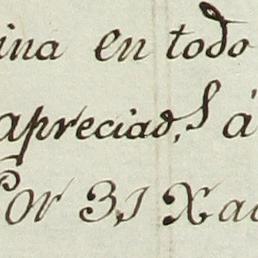 ina en todo
apreciad, S á
Por 31 Xa